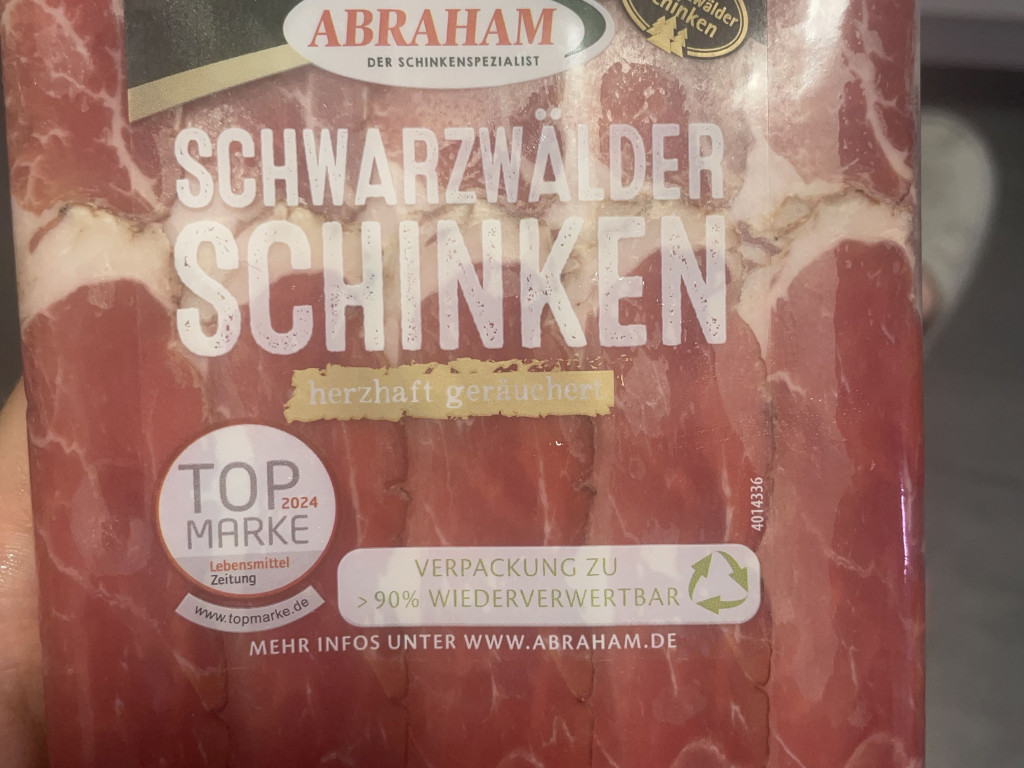 ABRAHAM
DER SCHINKENSPEZIALIST
Schinken
SCHWARZWÄLDER
SCHINKEN
herzhaft geräuchert
TOP
2024
MARKE
Lebensmittel
Zeitung
www.topmarke.de
4014336
VERPACKUNG ZU
> 90% WIEDERVERWERTBAR
MEHR INFOS UNTER WWW.ABRAHAM.DE